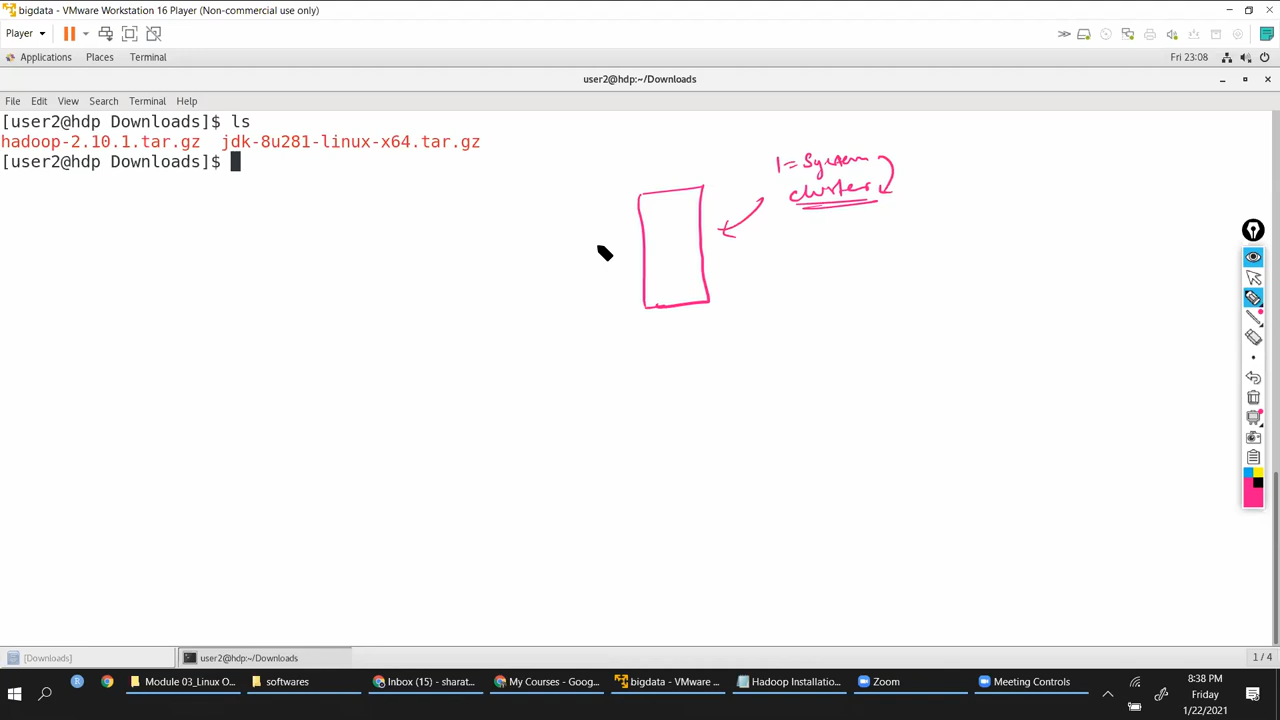 bigdata - VMware Workstation 16 Player (Non-commercial use only)
Player
Applications Places Terminal Fri 23:08
user2@hdp:~/Downloads
File Edit View Search Terminal Help
[user2@hdp Downloads]$ ls
hadoop-2.10.1.tar.gz jdk-8u281-linux-x64.tar.gz
[user2@hdp Downloads]$
1 = System
cluster
[Downloads] user2@hdp:~/Downloads 1 / 4
Module 03_Linux O... softwares Inbox (15) - sharat... My Courses - Goog... bigdata - VMware ... Hadoop Installatio... Zoom Meeting Controls
8:38 PM
Friday
1/22/2021